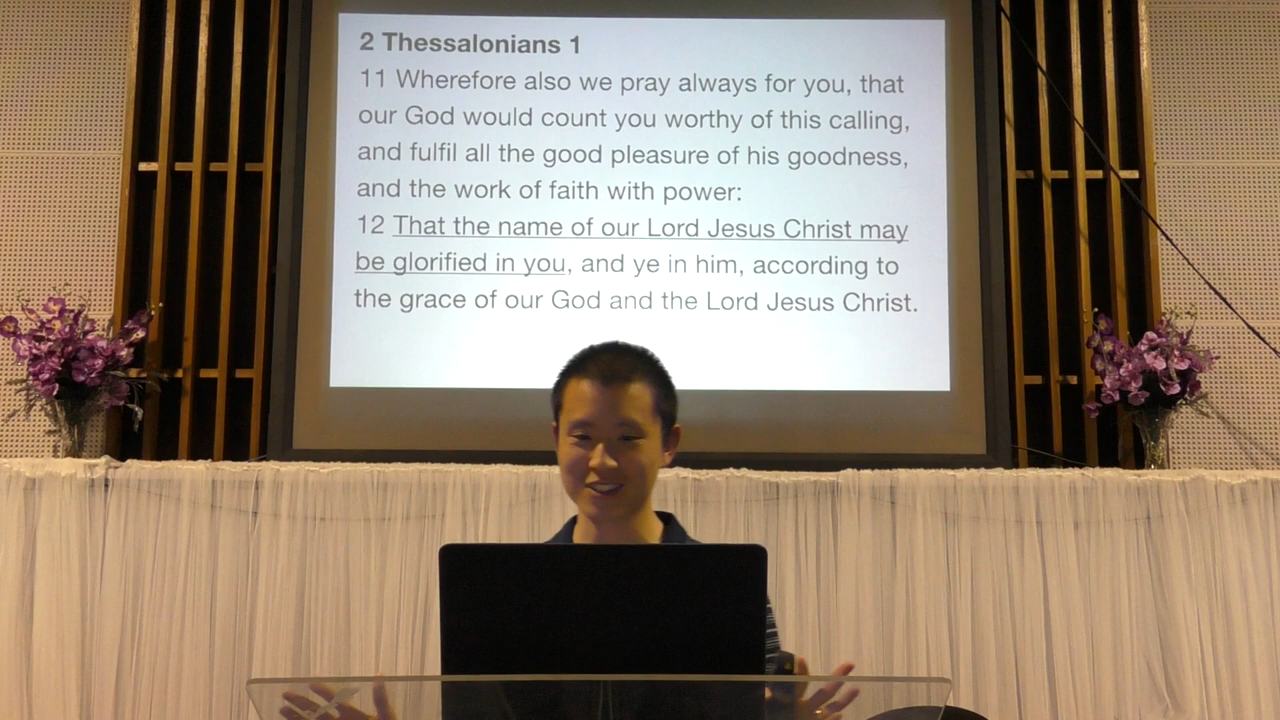 2 Thessalonians 1
11 Wherefore also we pray always for you, that
our God would count you worthy of this calling,
and fulfil all the good pleasure of his goodness,
and the work of faith with power:
12 That the name of our Lord Jesus Christ may
be glorified in you, and ye in him, according to
the grace of our God and the Lord Jesus Christ.